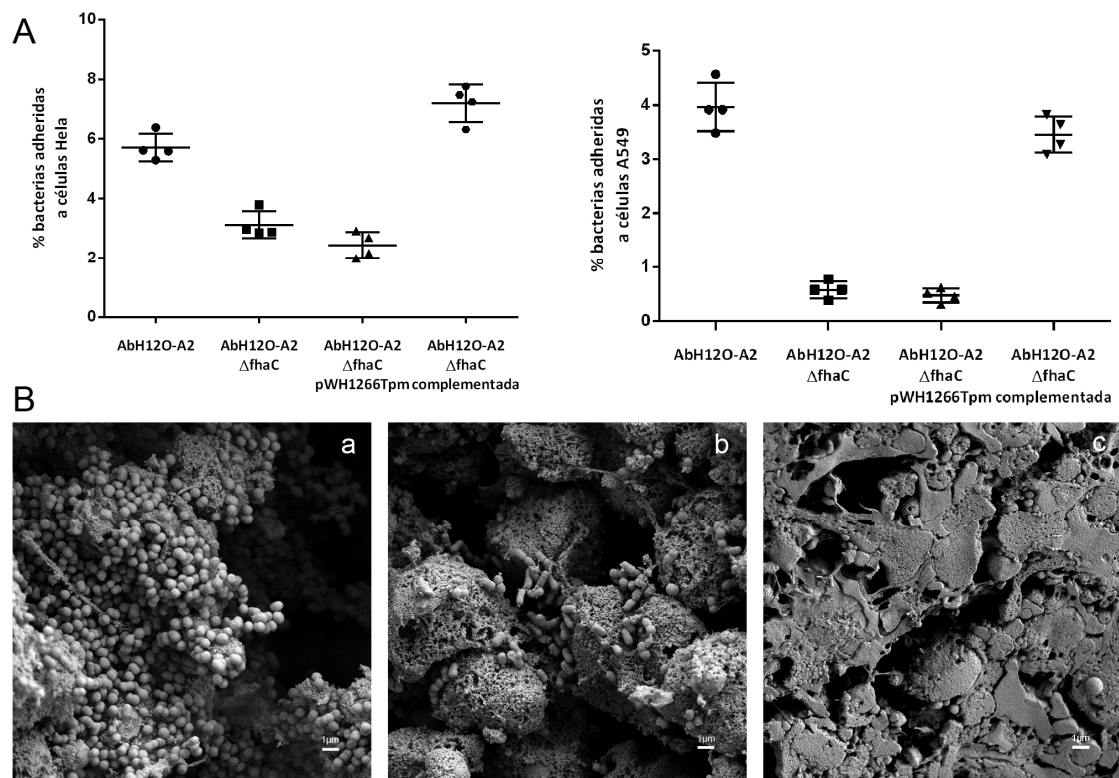 A
% bacterias adheridas
a células Hela
10
8
6
4
2
0
AbH12O-A2
AbH12O-A2
ΔfhaC
AbH12O-A2
ΔfhaC
pWH1266Tpm
AbH12O-A2
ΔfhaC
complementada
% bacterias adheridas
a células A549
5
4
3
2
1
0
AbH12O-A2
AbH12O-A2
ΔfhaC
AbH12O-A2
ΔfhaC
pWH1266Tpm
AbH12O-A2
ΔfhaC
complementada
B
a
1µm
b
1µm
c
1µm